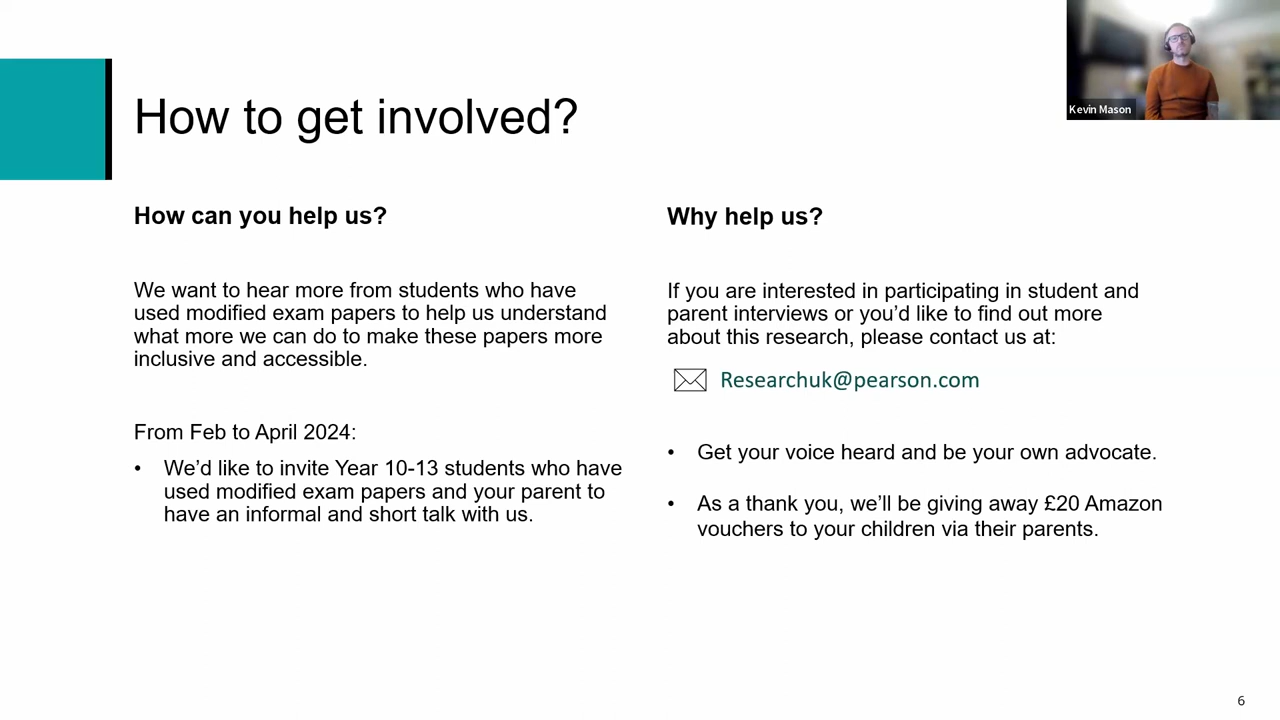 How to get involved?
Kevin Mason
How can you help us?
We want to hear more from students who have
used modified exam papers to help us understand
what more we can do to make these papers more
inclusive and accessible.
From Feb to April 2024:
• We’d like to invite Year 10-13 students who have
used modified exam papers and your parent to
have an informal and short talk with us.
Why help us?
If you are interested in participating in student and
parent interviews or you’d like to find out more
about this research, please contact us at:
Researchuk@pearson.com
• Get your voice heard and be your own advocate.
• As a thank you, we’ll be giving away £20 Amazon
vouchers to your children via their parents.
6